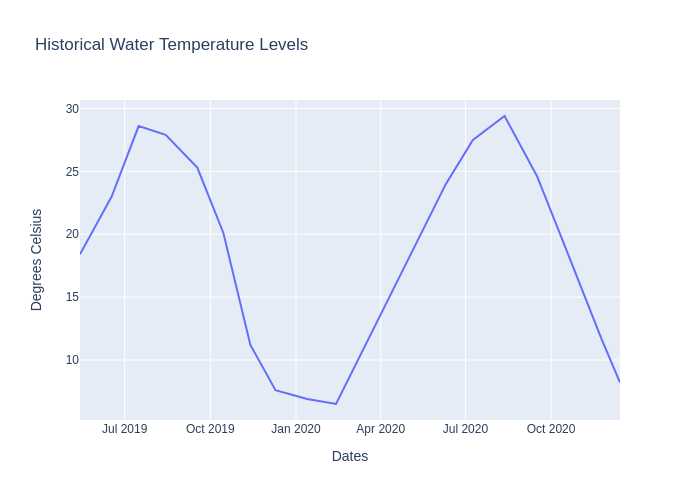 Historical Water Temperature Levels
30
25
20
15
10
Degrees Celsius
Jul 2019
Oct 2019
Jan 2020
Apr 2020
Jul 2020
Oct 2020
Dates